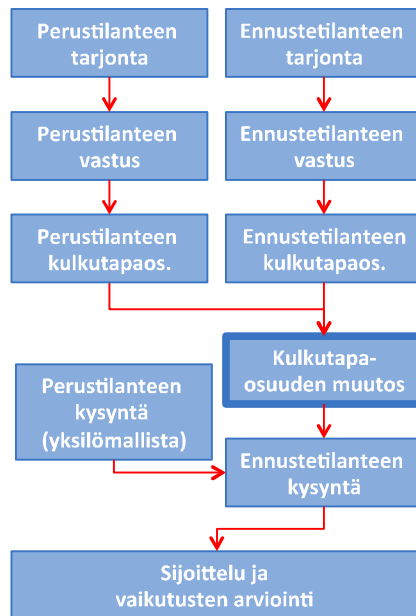 Perustilanteen
tarjonta
Ennustetilanteen
tarjonta
Perustilanteen
vastus
Ennustetilanteen
vastus
Perustilanteen
kulkutapaos.
Ennustetilanteen
kulkutapaos.
Kulkutapa-
osuuden muutos
Perustilanteen
kysyntä
(yksilömallista)
Ennustetilanteen
kysyntä
Sijoittelu ja
vaikutusten arviointi